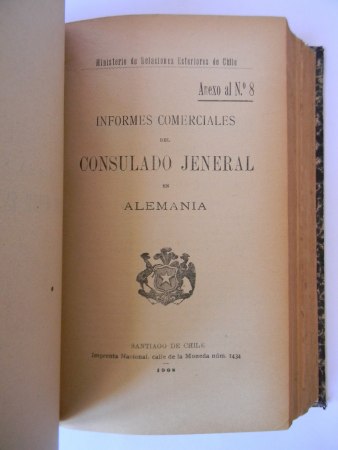 Ministerio de Relaciones Esteriores de Chile
Anexo al N.º 8
INFORMES COMERCIALES
DEL
CONSULADO JENERAL
EN
ALEMANIA
SANTIAGO DE CHILE
Imprenta Nacional, calle de la Moneda núm. 1434
1908